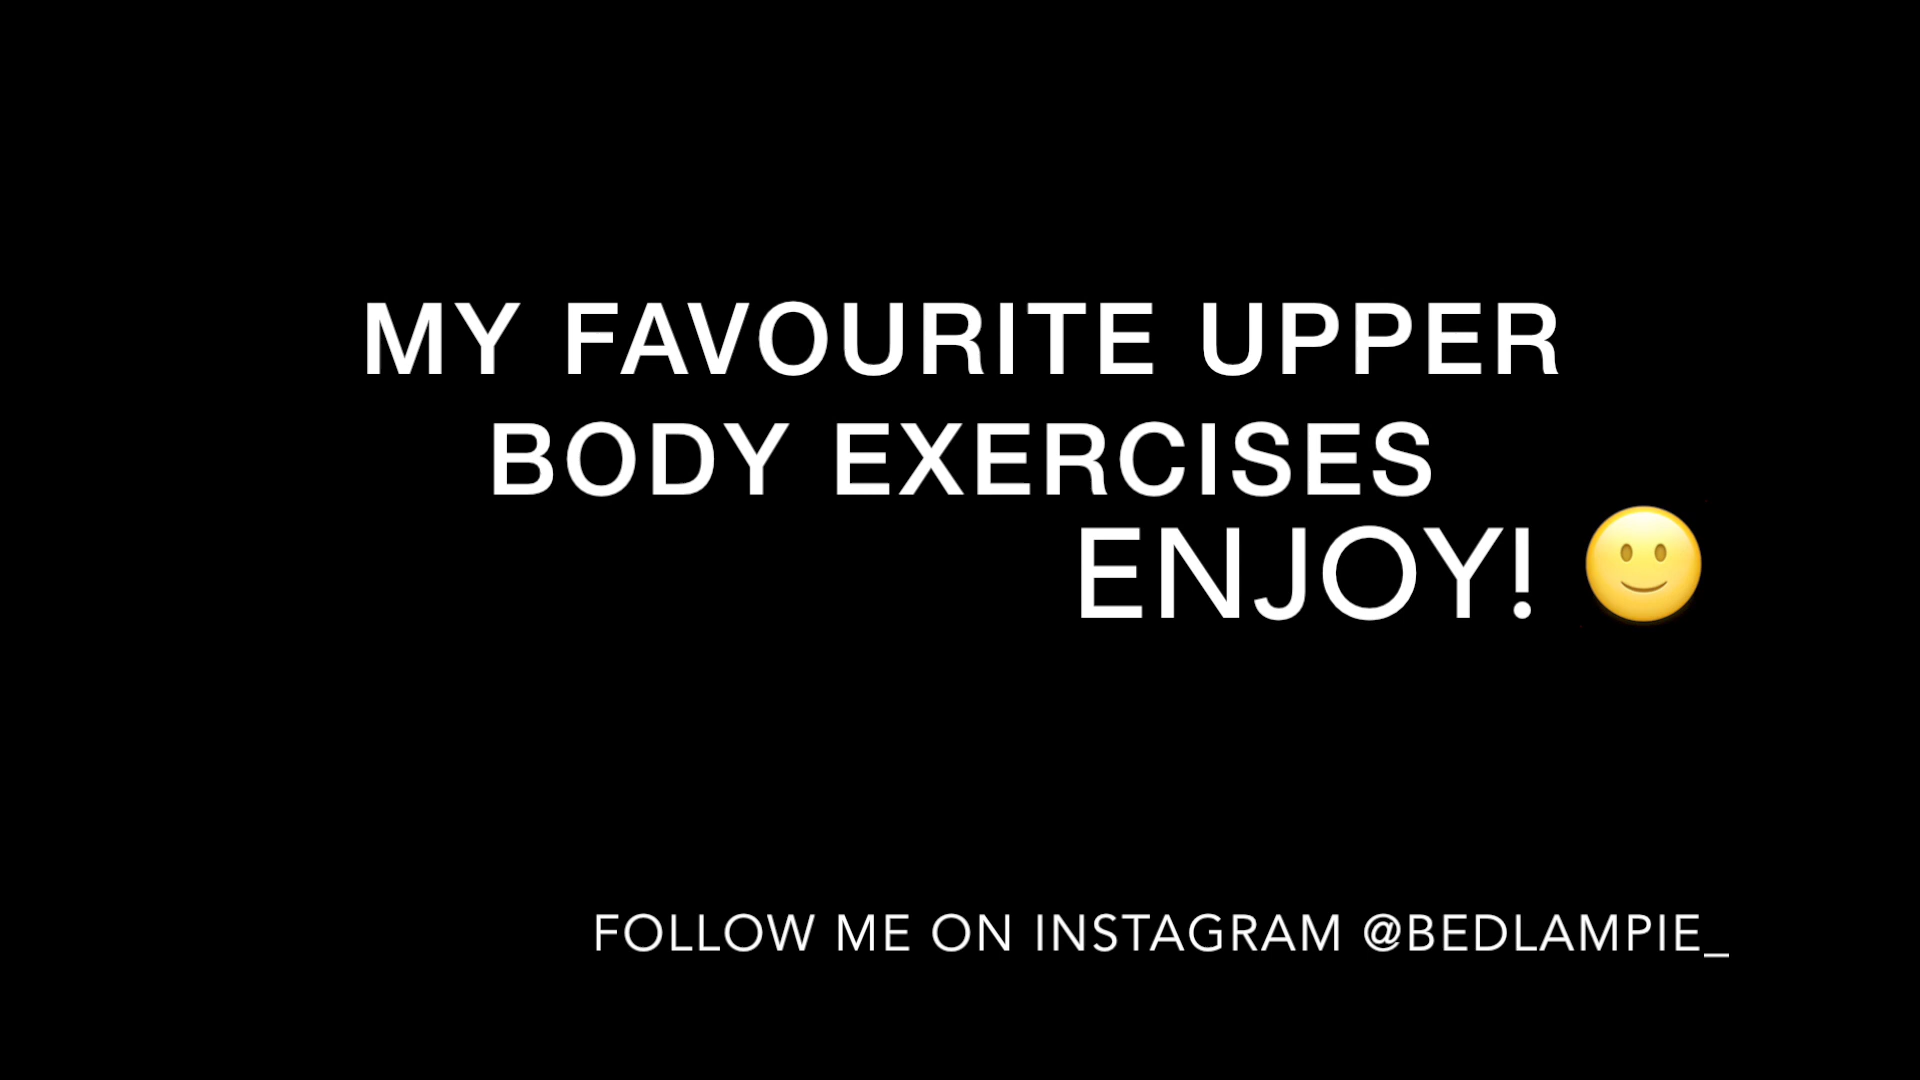 MY FAVOURITE UPPER
BODY EXERCISES
ENJOY! 🙂
FOLLOW ME ON INSTAGRAM @BEDLAMPIE_